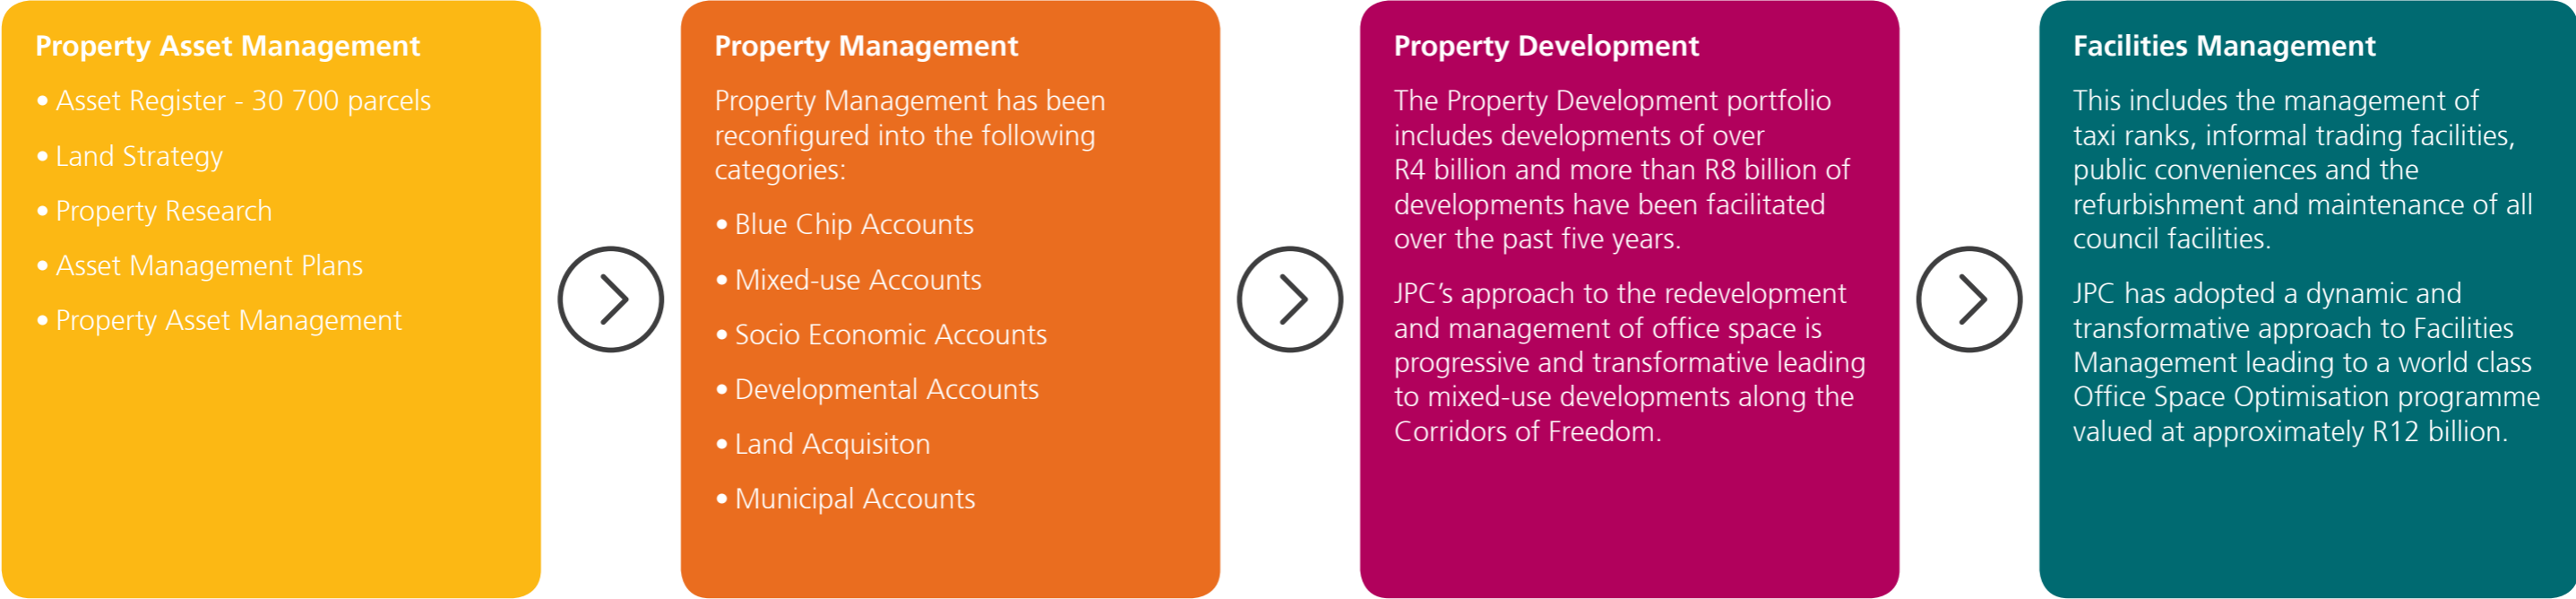 Property Asset Management
• Asset Register - 30 700 parcels
• Land Strategy
• Property Research
• Asset Management Plans
• Property Asset Management
Property Management
Property Management has been
reconfigured into the following
categories:
• Blue Chip Accounts
• Mixed-use Accounts
• Socio Economic Accounts
• Developmental Accounts
• Land Acquisiton
• Municipal Accounts
Property Development
The Property Development portfolio
includes developments of over
R4 billion and more than R8 billion of
developments have been facilitated
over the past five years.
JPC’s approach to the redevelopment
and management of office space is
progressive and transformative leading
to mixed-use developments along the
Corridors of Freedom.
Facilities Management
This includes the management of
taxi ranks, informal trading facilities,
public conveniences and the
refurbishment and maintenance of all
council facilities.
JPC has adopted a dynamic and
transformative approach to Facilities
Management leading to a world class
Office Space Optimisation programme
valued at approximately R12 billion.